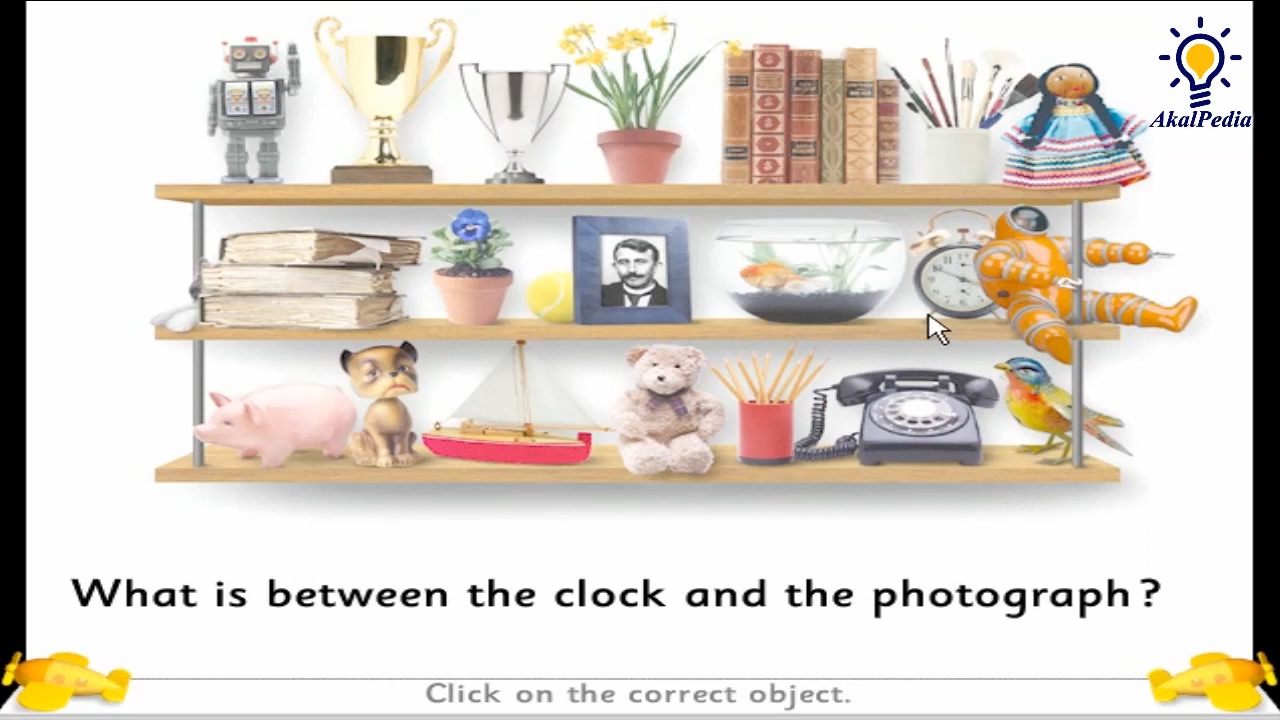 AkalPedia
What is between the clock and the photograph?
Click on the correct object.